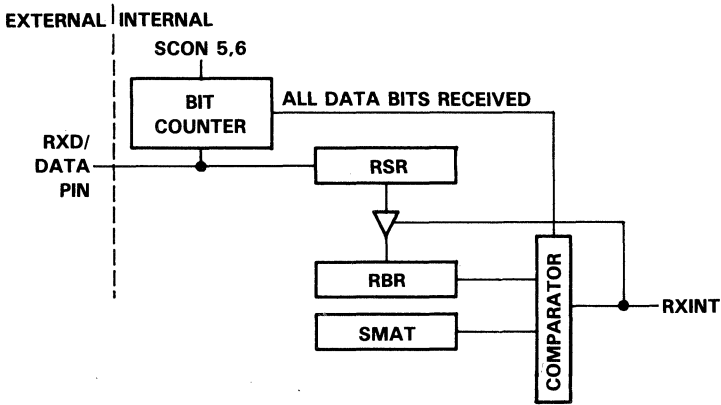 EXTERNAL INTERNAL
SCON 5,6
BIT
COUNTER
ALL DATA BITS RECEIVED
RXD/
DATA
PIN
RSR
RBR
SMAT
COMPARATOR
RXINT